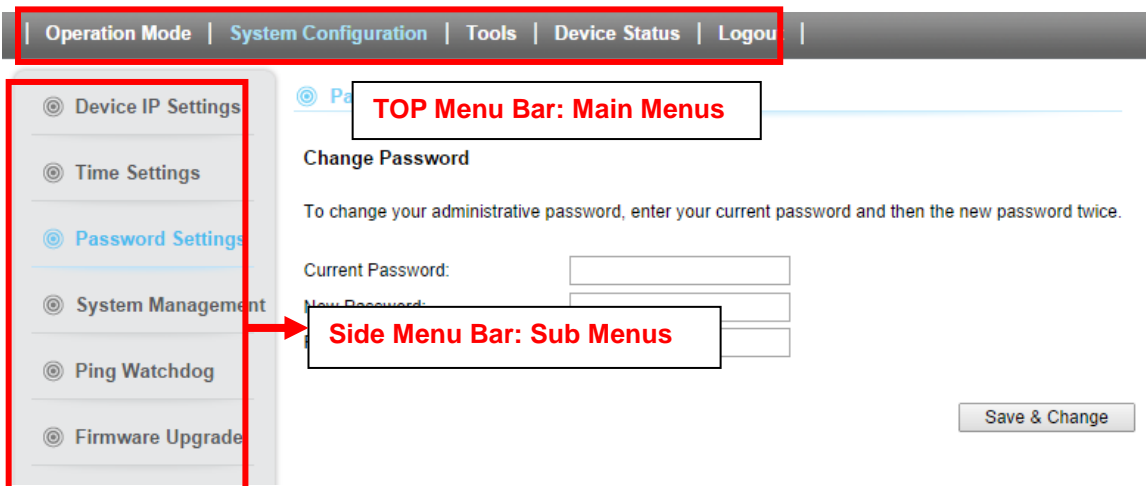 Operation Mode | System Configuration | Tools | Device Status | Logout
Device IP Settings
Time Settings
Password Settings
System Management
Ping Watchdog
Firmware Upgrade
TOP Menu Bar: Main Menus
Change Password
To change your administrative password, enter your current password and then the new password twice.
Current Password:
New Password:
Side Menu Bar: Sub Menus
Save & Change